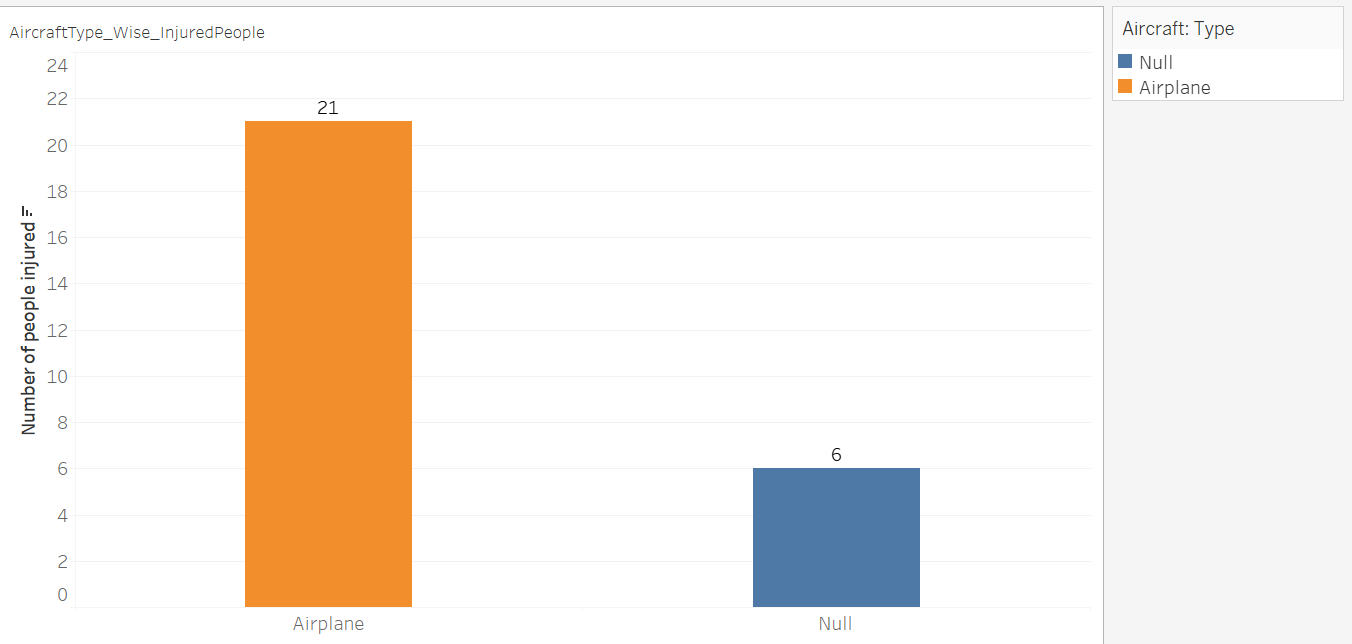 AircraftType_Wise_InjuredPeople
Aircraft: Type
Null
Airplane
Number of people injured
24
22
20
18
16
14
12
10
8
6
4
2
0
21
6
Airplane
Null